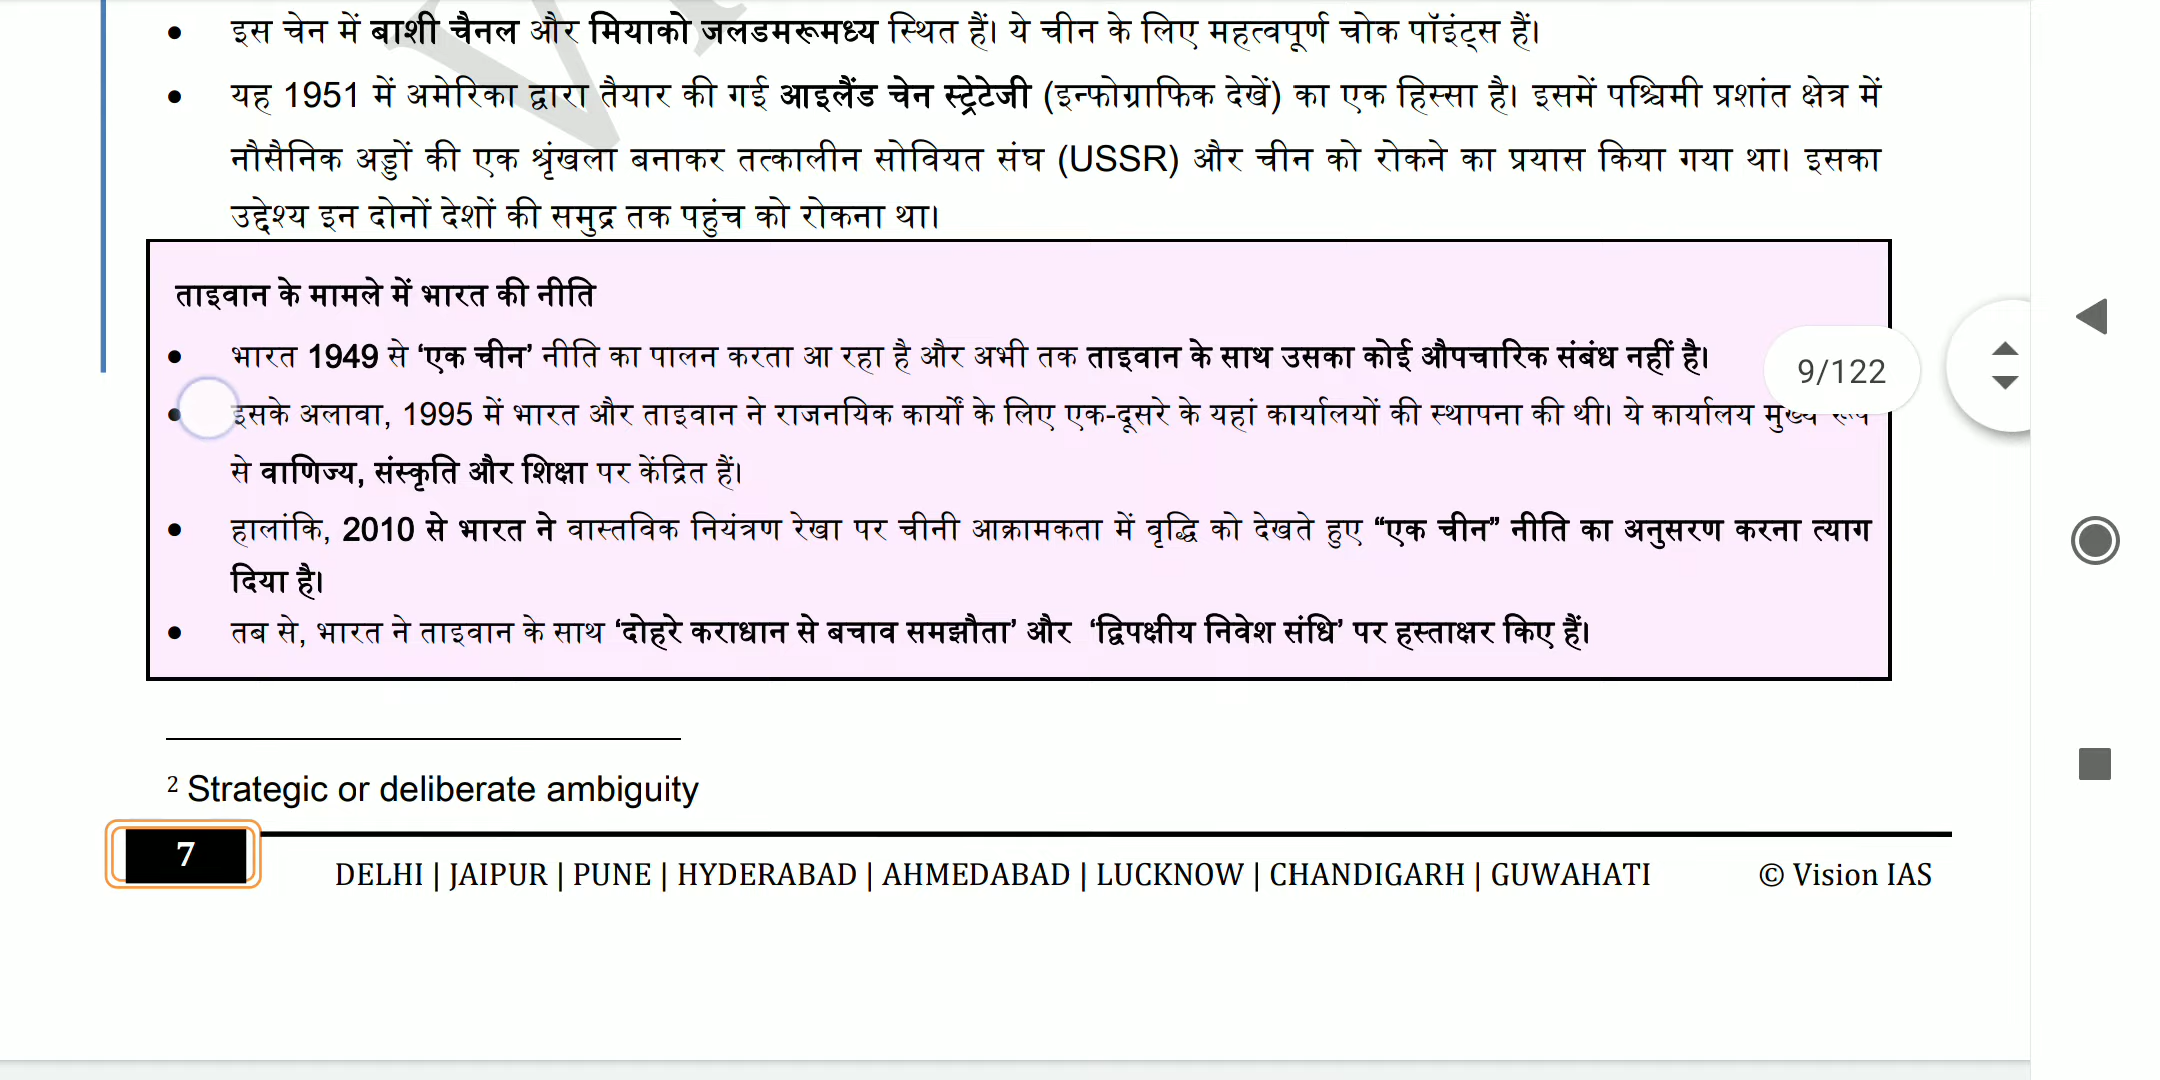 • इस चेन में बाशी चैनल और मियाको जलडमरूमध्य स्थित हैं। ये चीन के लिए महत्वपूर्ण चोक पॉइंट्स हैं।
• यह 1951 में अमेरिका द्वारा तैयार की गई आइलैंड चेन स्ट्रेटेजी (इन्फोग्राफिक देखें) का एक हिस्सा है। इसमें पश्चिमी प्रशांत क्षेत्र में
नौसैनिक अड्डों की एक श्रृंखला बनाकर तत्कालीन सोवियत संघ (USSR) और चीन को रोकने का प्रयास किया गया था। इसका
उद्देश्य इन दोनों देशों की समुद्र तक पहुंच को रोकना था।
ताइवान के मामले में भारत की नीति
• भारत 1949 से ‘एक चीन’ नीति का पालन करता आ रहा है और अभी तक ताइवान के साथ उसका कोई औपचारिक संबंध नहीं है।
9/122
• इसके अलावा, 1995 में भारत और ताइवान ने राजनयिक कार्यों के लिए एक-दूसरे के यहां कार्यालयों की स्थापना की थी। ये कार्यालय मुख्य रूप
से वाणिज्य, संस्कृति और शिक्षा पर केंद्रित हैं।
• हालांकि, 2010 से भारत ने वास्तविक नियंत्रण रेखा पर चीनी आक्रामकता में वृद्धि को देखते हुए “एक चीन” नीति का अनुसरण करना त्याग
दिया है।
• तब से, भारत ने ताइवान के साथ ‘दोहरे कराधान से बचाव समझौता’ और ‘द्विपक्षीय निवेश संधि’ पर हस्ताक्षर किए हैं।
² Strategic or deliberate ambiguity
7
DELHI | JAIPUR | PUNE | HYDERABAD | AHMEDABAD | LUCKNOW | CHANDIGARH | GUWAHATI © Vision IAS